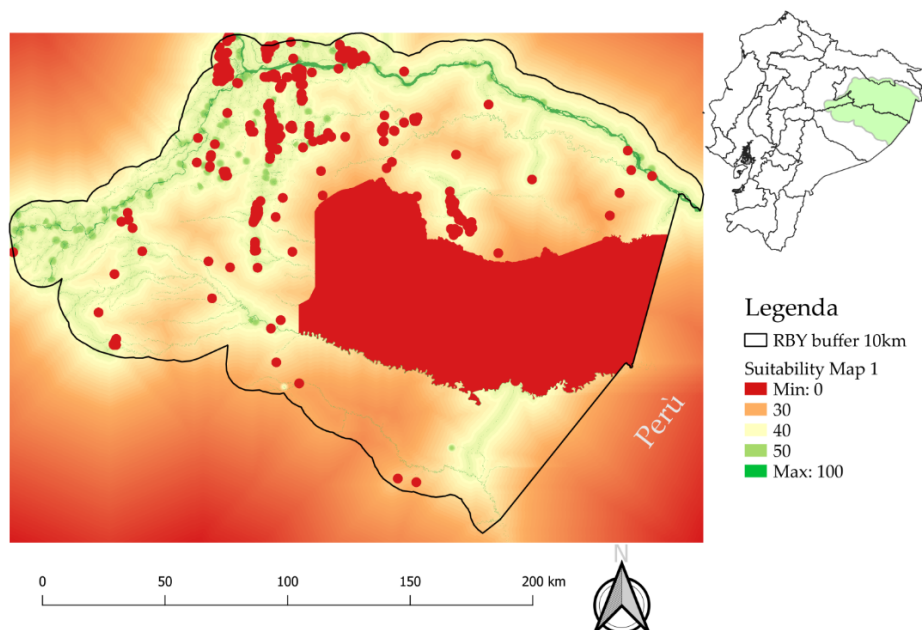 Perù
Legenda
RBY buffer 10km
Suitability Map 1
Min: 0
30
40
50
Max: 100
0 50 100 150 200 km
N